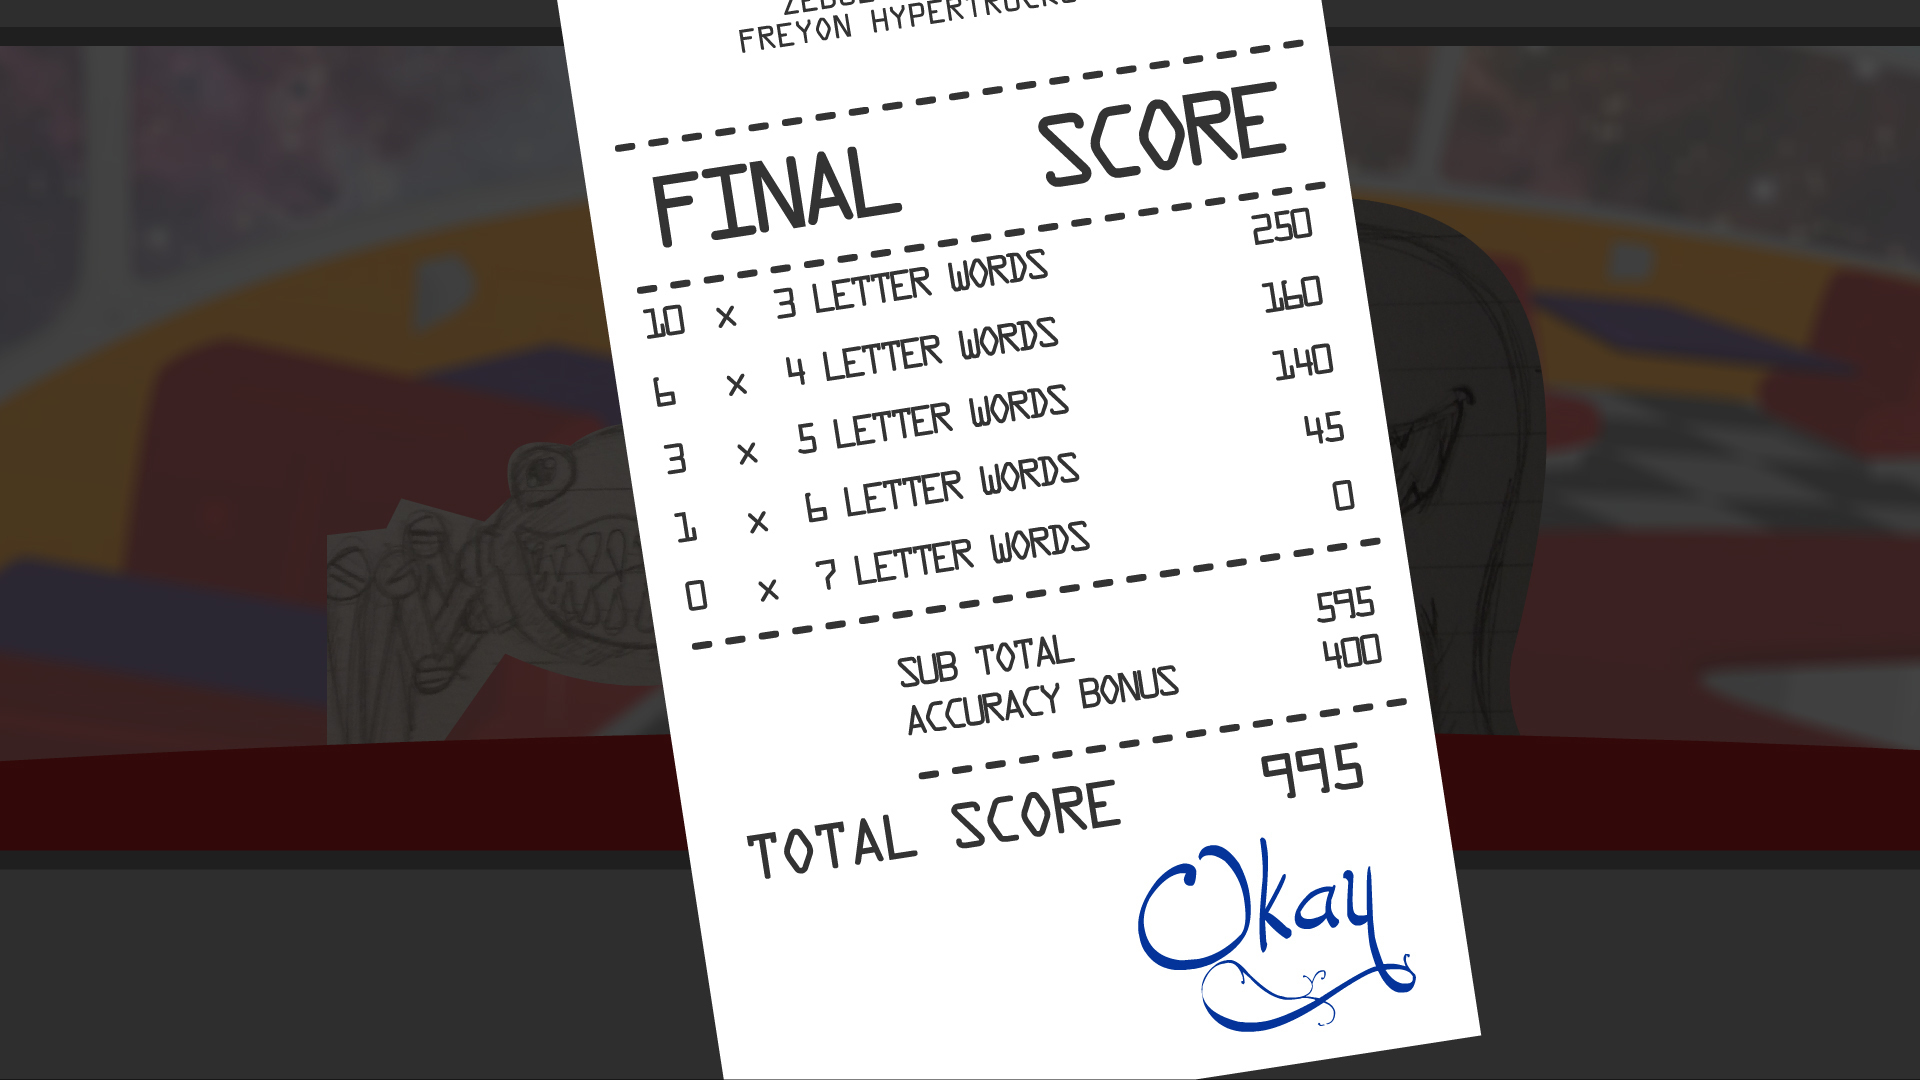 FREYON HYPERTRUCKS
FINAL SCORE
10 x 3 LETTER WORDS 250
6 x 4 LETTER WORDS 160
3 x 5 LETTER WORDS 140
1 x 6 LETTER WORDS 45
0 x 7 LETTER WORDS 0
SUB TOTAL 595
ACCURACY BONUS 400
TOTAL SCORE 995
Okay